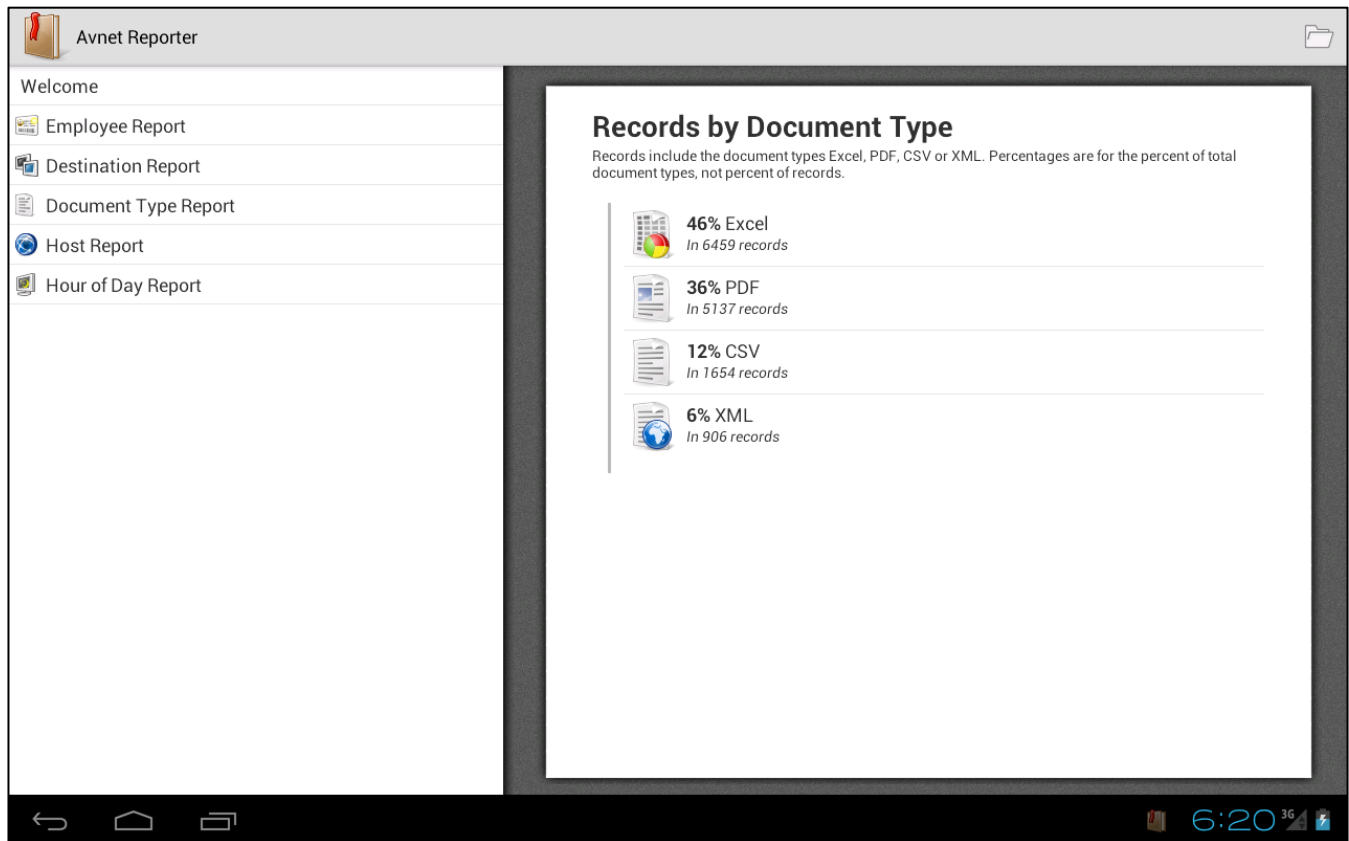 Avnet Reporter
Welcome
Employee Report
Destination Report
Document Type Report
Host Report
Hour of Day Report
Records by Document Type
Records include the document types Excel, PDF, CSV or XML. Percentages are for the percent of total
document types, not percent of records.
46% Excel
In 6459 records
36% PDF
In 5137 records
12% CSV
In 1654 records
6% XML
In 906 records
6:20
3G